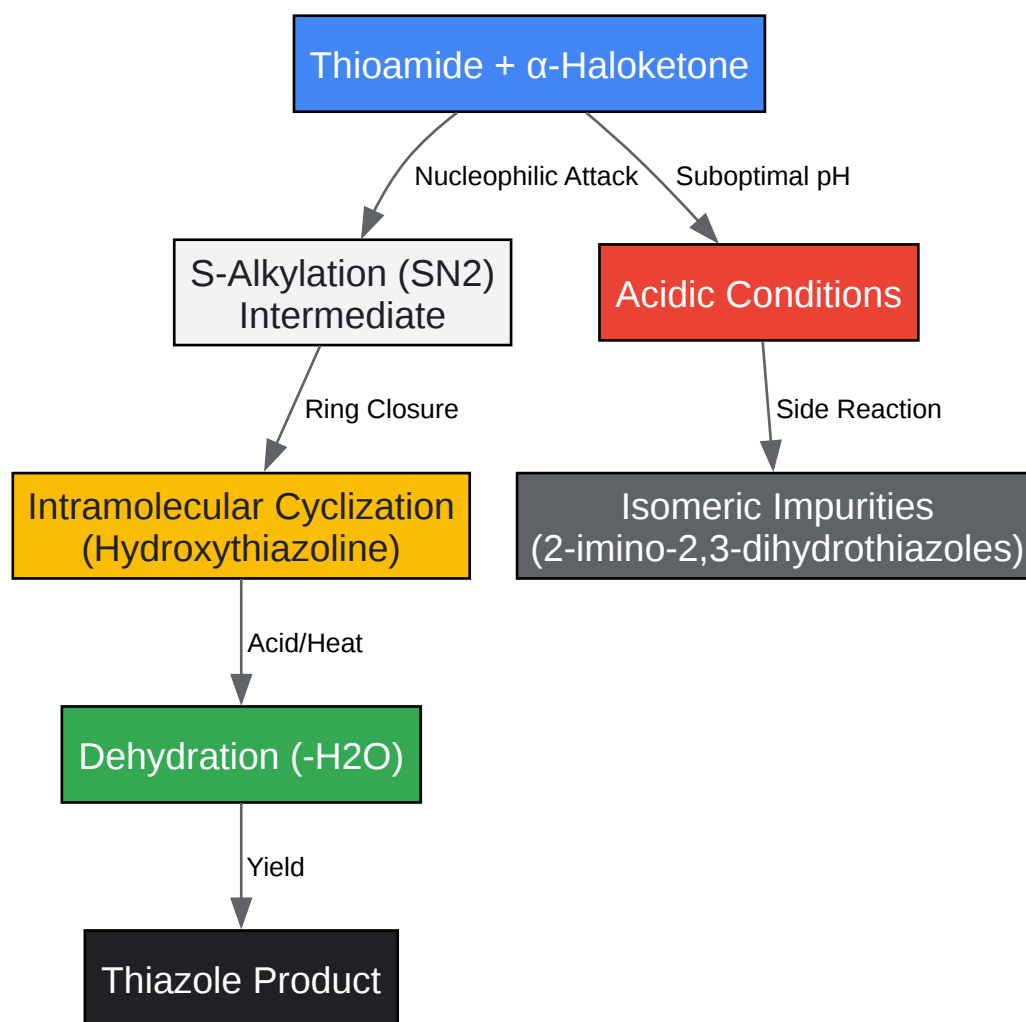 Thioamide + α-Haloketone
Nucleophilic Attack
Suboptimal pH
S-Alkylation (SN2)
Intermediate
Acidic Conditions
Ring Closure
Side Reaction
Intramolecular Cyclization
(Hydroxythiazoline)
Isomeric Impurities
(2-imino-2,3-dihydrothiazoles)
Acid/Heat
Dehydration (-H2O)
Yield
Thiazole Product